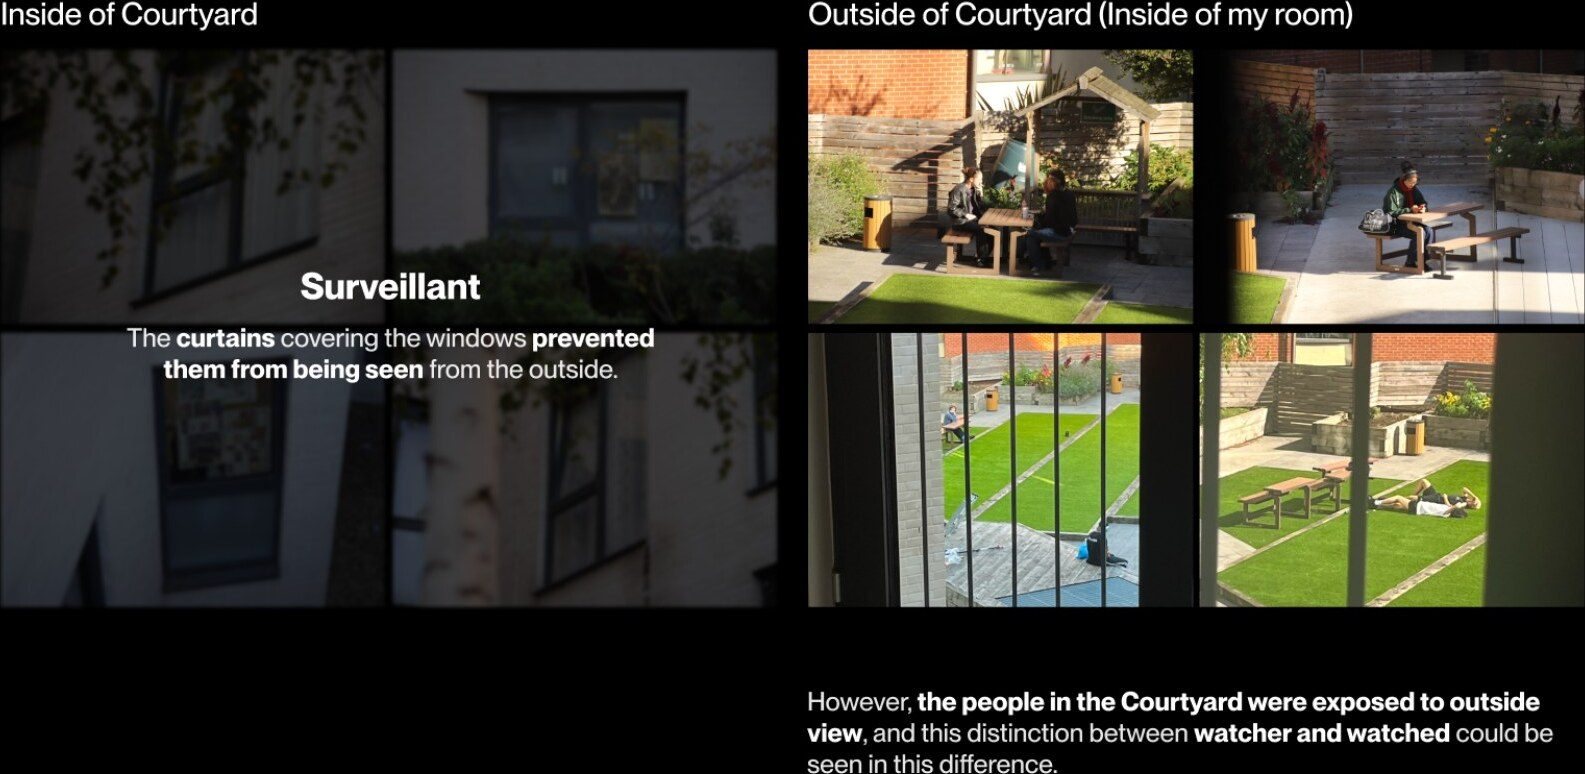 Inside of Courtyard
Surveillant
The curtains covering the windows prevented
them from being seen from the outside.
Outside of Courtyard (Inside of my room)
However, the people in the Courtyard were exposed to outside
view, and this distinction between watcher and watched could be
seen in this difference.